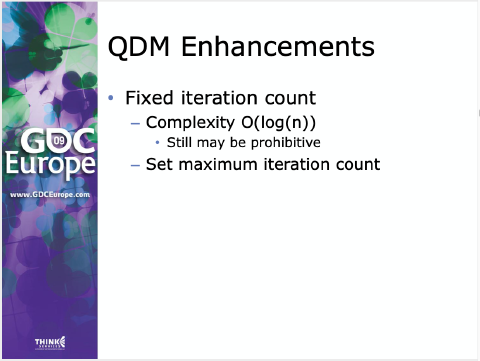 QDM Enhancements
• Fixed iteration count
– Complexity O(log(n))
• Still may be prohibitive
– Set maximum iteration count
GDC
09
Europe
www.GDCEurope.com
THINK
SERVICES